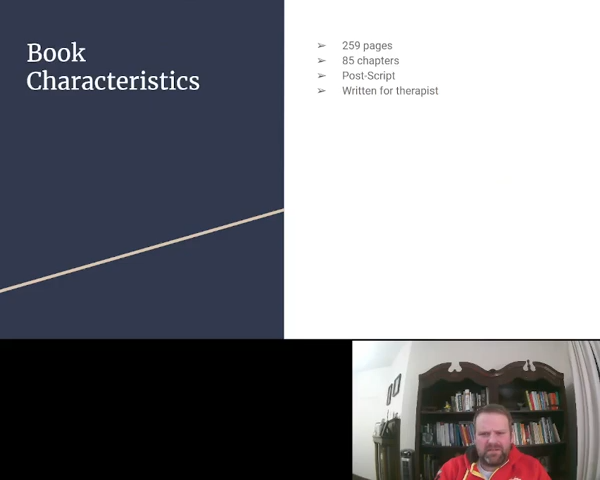 Book
Characteristics
➢ 259 pages
➢ 85 chapters
➢ Post-Script
➢ Written for therapist